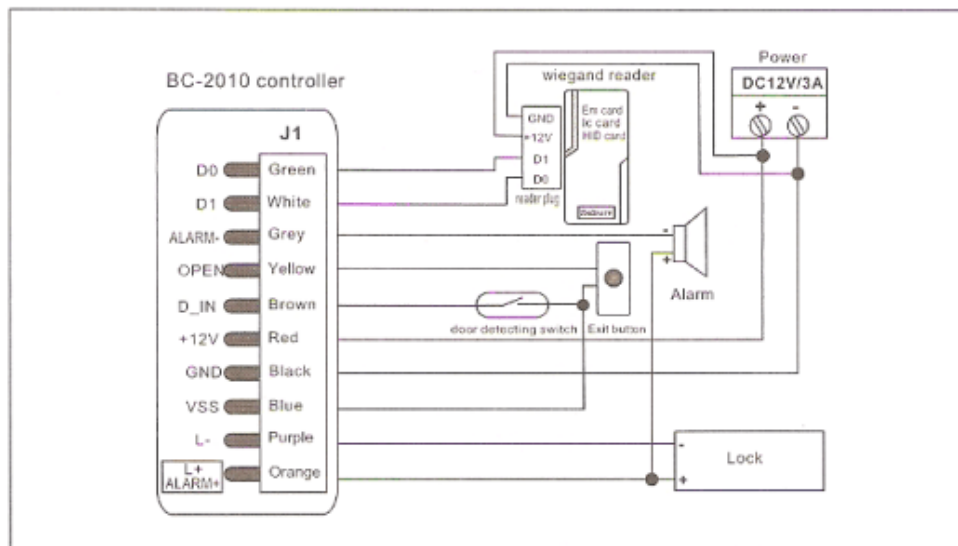 BC-2010 controller
J1
D0 Green
D1 White
ALARM- Grey
OPEN Yellow
D_IN Brown
+12V Red
GND Black
VSS Blue
L- Purple
L+
ALARM+
Orange
wiegand reader
GND
+12V
D1
D0
reader plug
Em card
Ic card
HID card
Power
DC12V/3A
+ -
-
+
Alarm
door detecting switch
Exit button
-
Lock
+